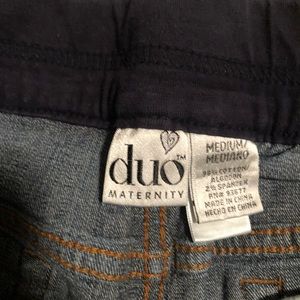 duo™
MATERNITY
MEDIUM/
MEDIANO
98% COTTON
ALGODON
2% SPANDEX
RN# 93677
MADE IN CHINA
HECHO EN CHINA